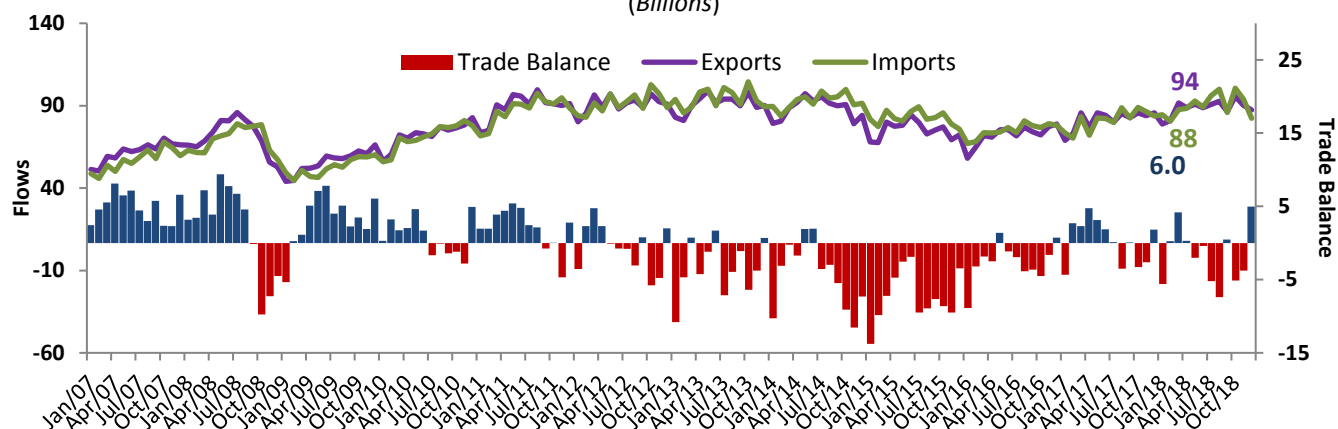 (Billions)
140
90
40
-10
-60
Flows
Trade Balance
Exports
Imports
94
88
6.0
25
15
5
-5
-15
Trade Balance
Jan/07
Apr/07
Jul/07
Oct/07
Jan/08
Apr/08
Jul/08
Oct/08
Jan/09
Apr/09
Jul/09
Oct/09
Jan/10
Apr/10
Jul/10
Oct/10
Jan/11
Apr/11
Jul/11
Oct/11
Jan/12
Apr/12
Jul/12
Oct/12
Jan/13
Apr/13
Jul/13
Oct/13
Jan/14
Apr/14
Jul/14
Oct/14
Jan/15
Apr/15
Jul/15
Oct/15
Jan/16
Apr/16
Jul/16
Oct/16
Jan/17
Apr/17
Jul/17
Oct/17
Jan/18
Apr/18
Jul/18
Oct/18